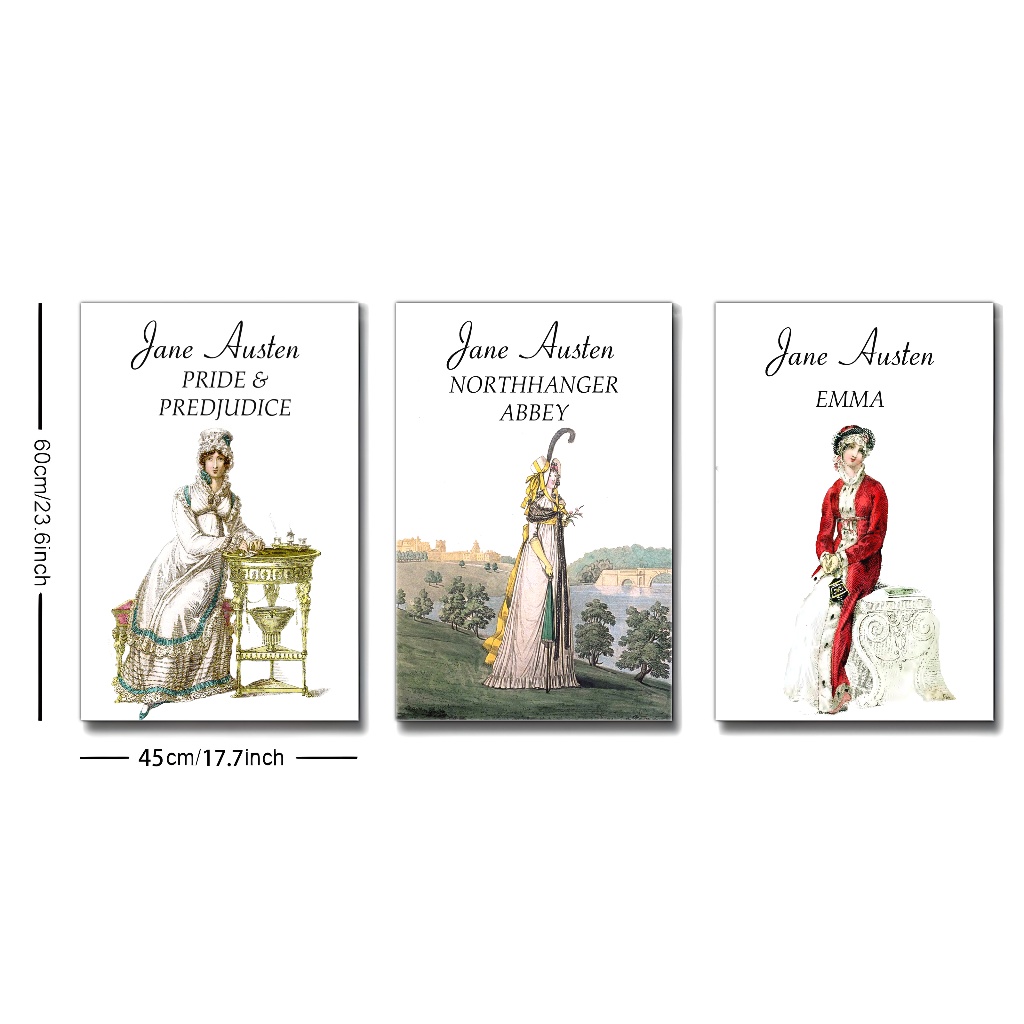 Jane Austen
PRIDE &
PREDJUDICE
Jane Austen
NORTHHANGER
ABBEY
Jane Austen
EMMA
60cm/23.6inch
45cm/17.7inch